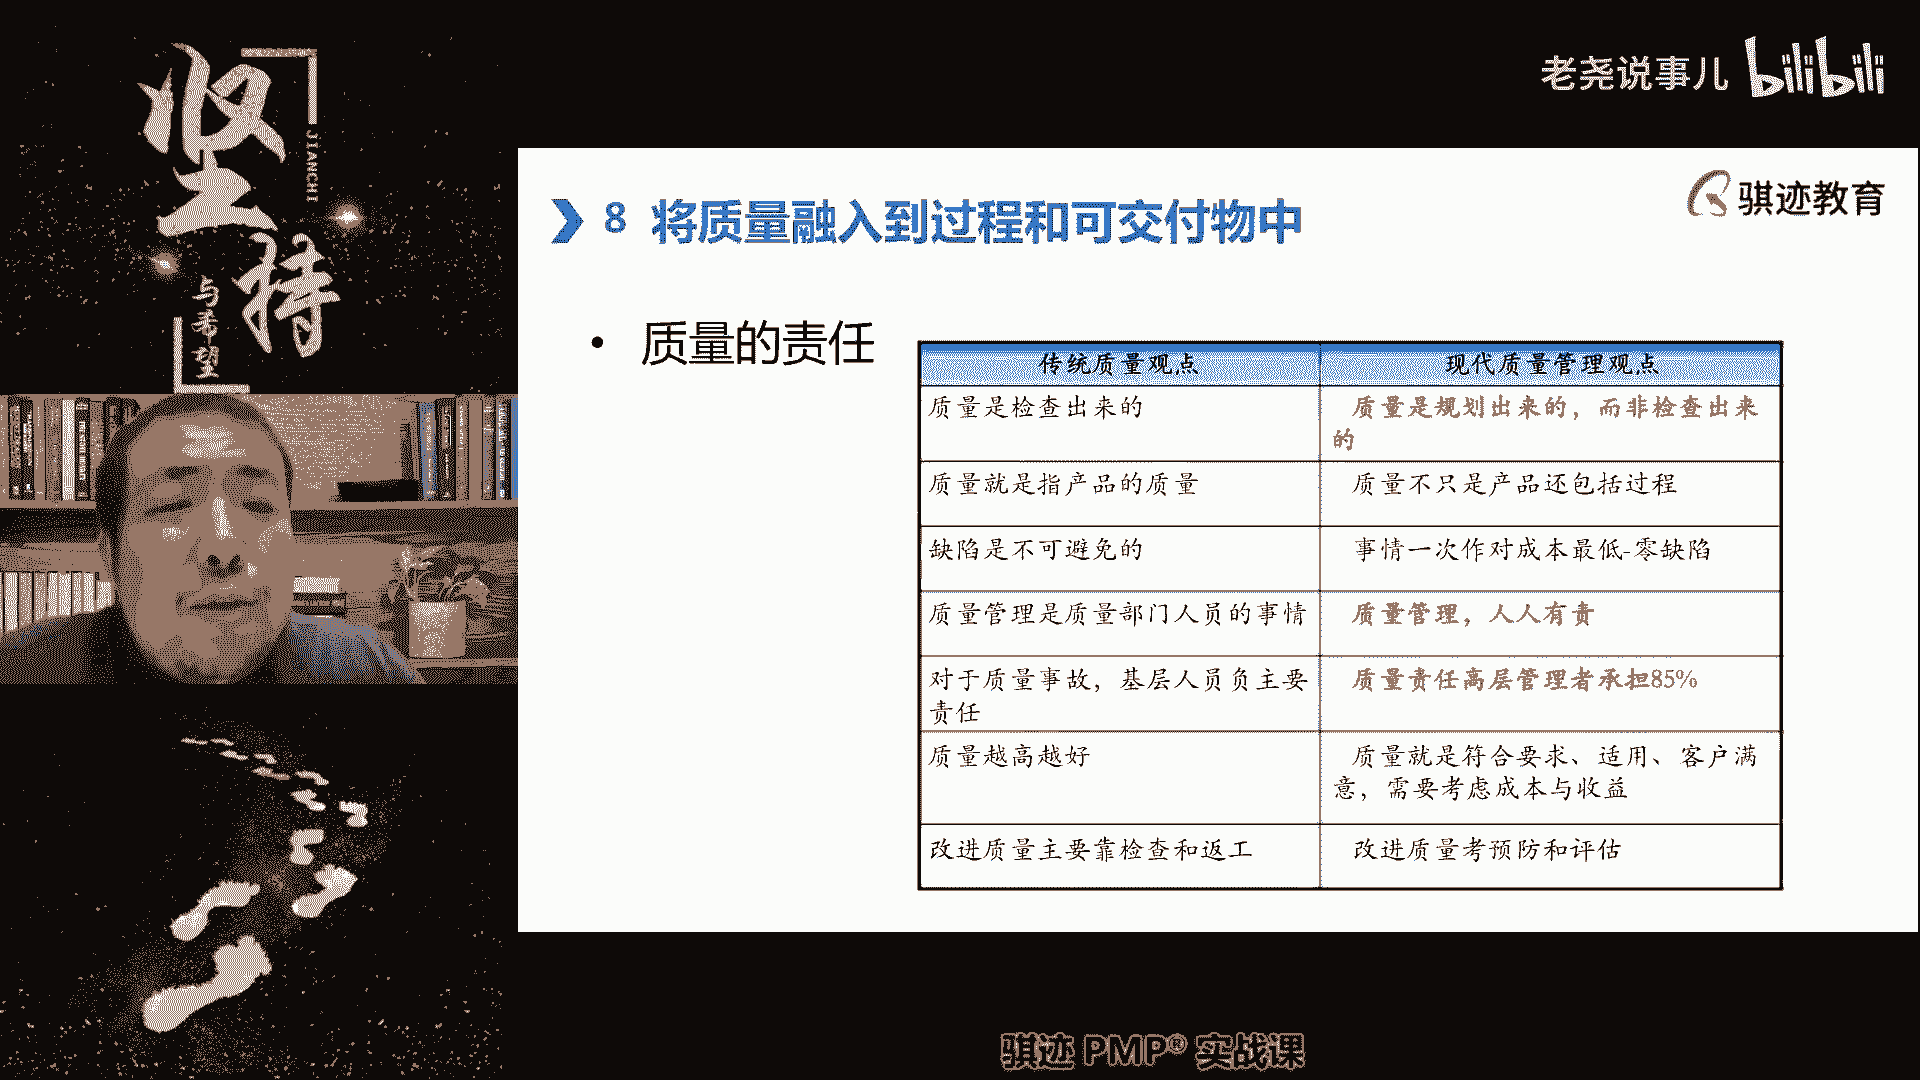 坚持
JIANCHI
与希望
老尧说事儿 bilibili
骐迹教育
8 将质量融入到过程和可交付物中
• 质量的责任
传统质量观点
现代质量管理观点
质量是检查出来的
质量是规划出来的，而非检查出来
的
质量就是指产品的质量
质量不只是产品还包括过程
缺陷是不可避免的
事情一次作对成本最低-零缺陷
质量管理是质量部门人员的事情
质量管理，人人有责
对于质量事故，基层人员负主要
责任
质量责任高层管理者承担85%
质量越高越好
质量就是符合要求、适用、客户满
意，需要考虑成本与收益
改进质量主要靠检查和返工
改进质量考预防和评估
骐迹 PMP® 实战课